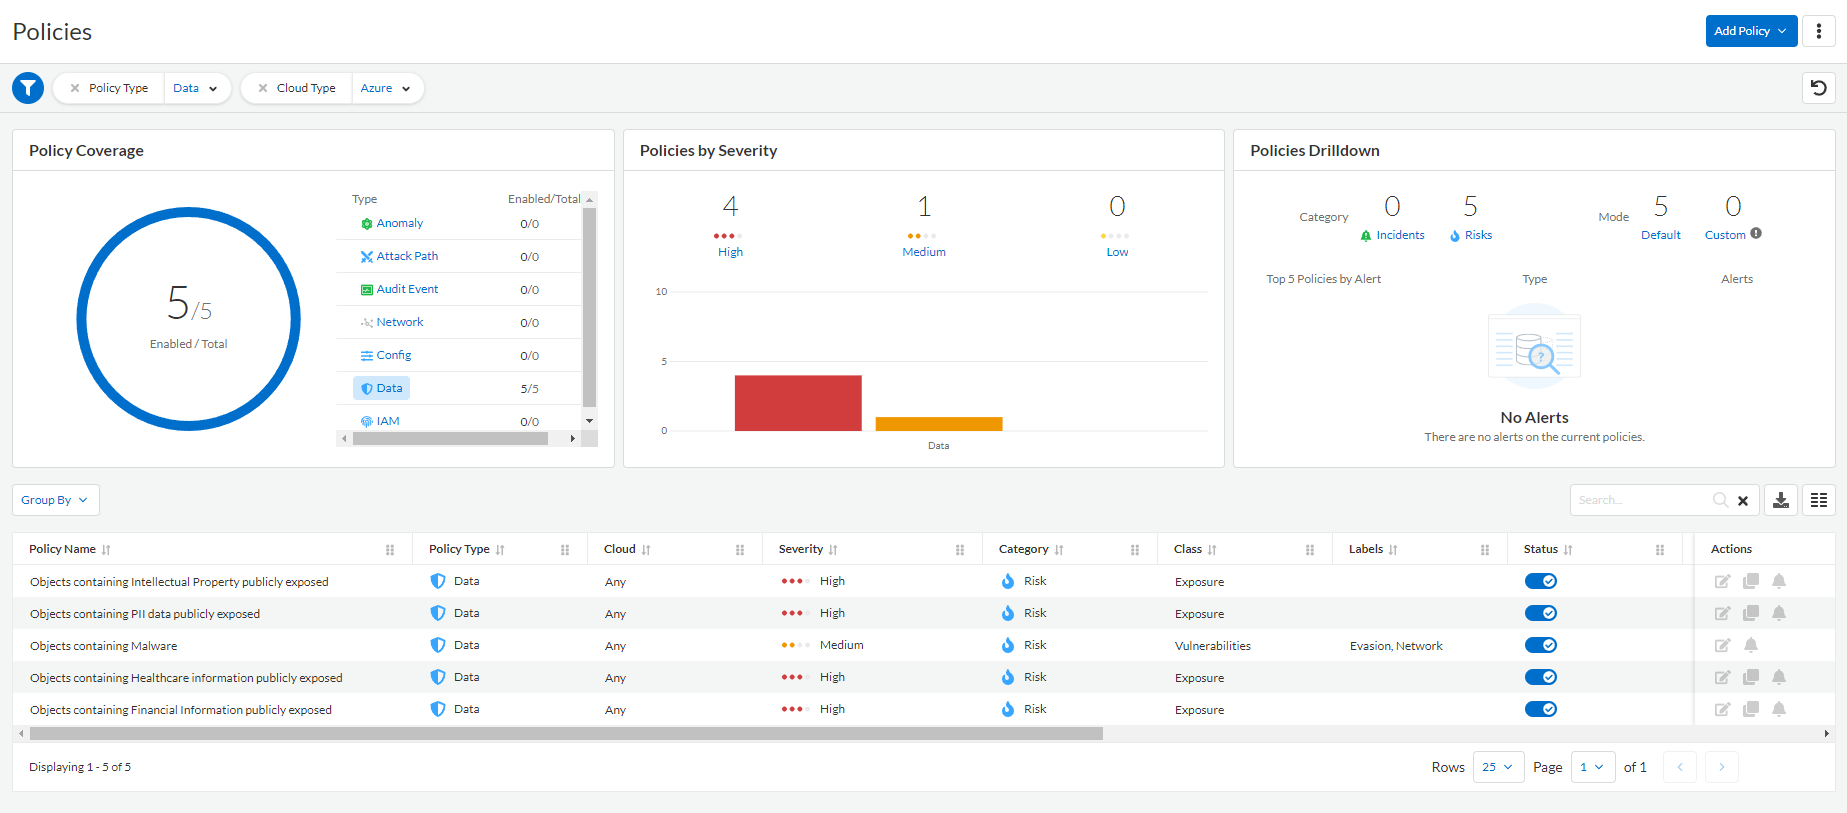 Policies
Add Policy
Policy Type Data
Cloud Type Azure
Policy Coverage
5/5
Enabled / Total
Type Enabled/Total
Anomaly 0/0
Attack Path 0/0
Audit Event 0/0
Network 0/0
Config 0/0
Data 5/5
IAM 0/0
Policies by Severity
4 1 0
High Medium Low
10
5
0
Data
Policies Drilldown
Category 0 Incidents 5 Risks
Mode 5 Default 0 Custom
Top 5 Policies by Alert Type Alerts
?
No Alerts
There are no alerts on the current policies.
Group By
Search...
Policy Name Policy Type Cloud Severity Category Class Labels Status Actions
Objects containing Intellectual Property publicly exposed Data Any High Risk Exposure
Objects containing PII data publicly exposed Data Any High Risk Exposure
Objects containing Malware Data Any Medium Risk Vulnerabilities Evasion, Network
Objects containing Healthcare information publicly exposed Data Any High Risk Exposure
Objects containing Financial Information publicly exposed Data Any High Risk Exposure
Displaying 1 - 5 of 5
Rows 25 Page 1 of 1